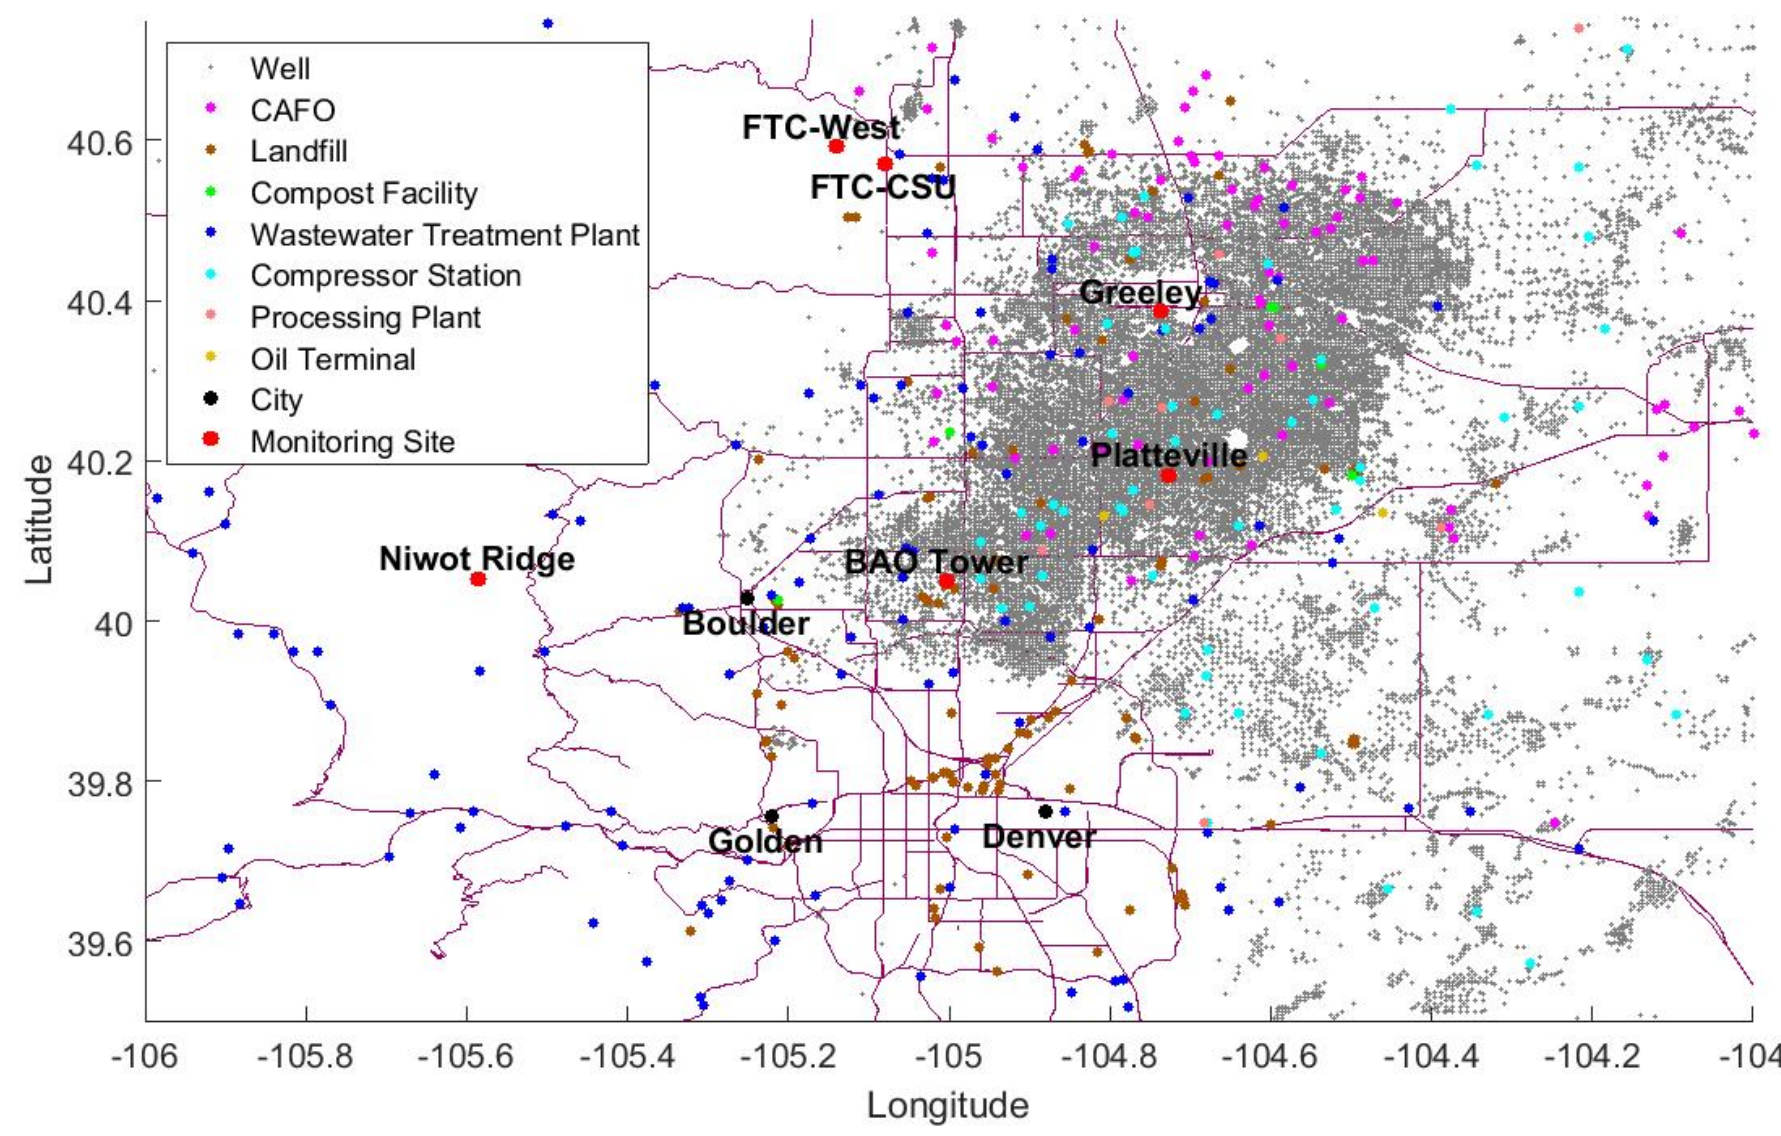 Well
CAFO
Landfill
Compost Facility
Wastewater Treatment Plant
Compressor Station
Processing Plant
Oil Terminal
City
Monitoring Site
FTC-West
FTC-CSU
Greeley
Platteville
Niwot Ridge
BAO Tower
Boulder
Golden
Denver
40.6
40.4
40.2
40
39.8
39.6
Latitude
-106
-105.8
-105.6
-105.4
-105.2
-105
-104.8
-104.6
-104.4
-104.2
-104
Longitude